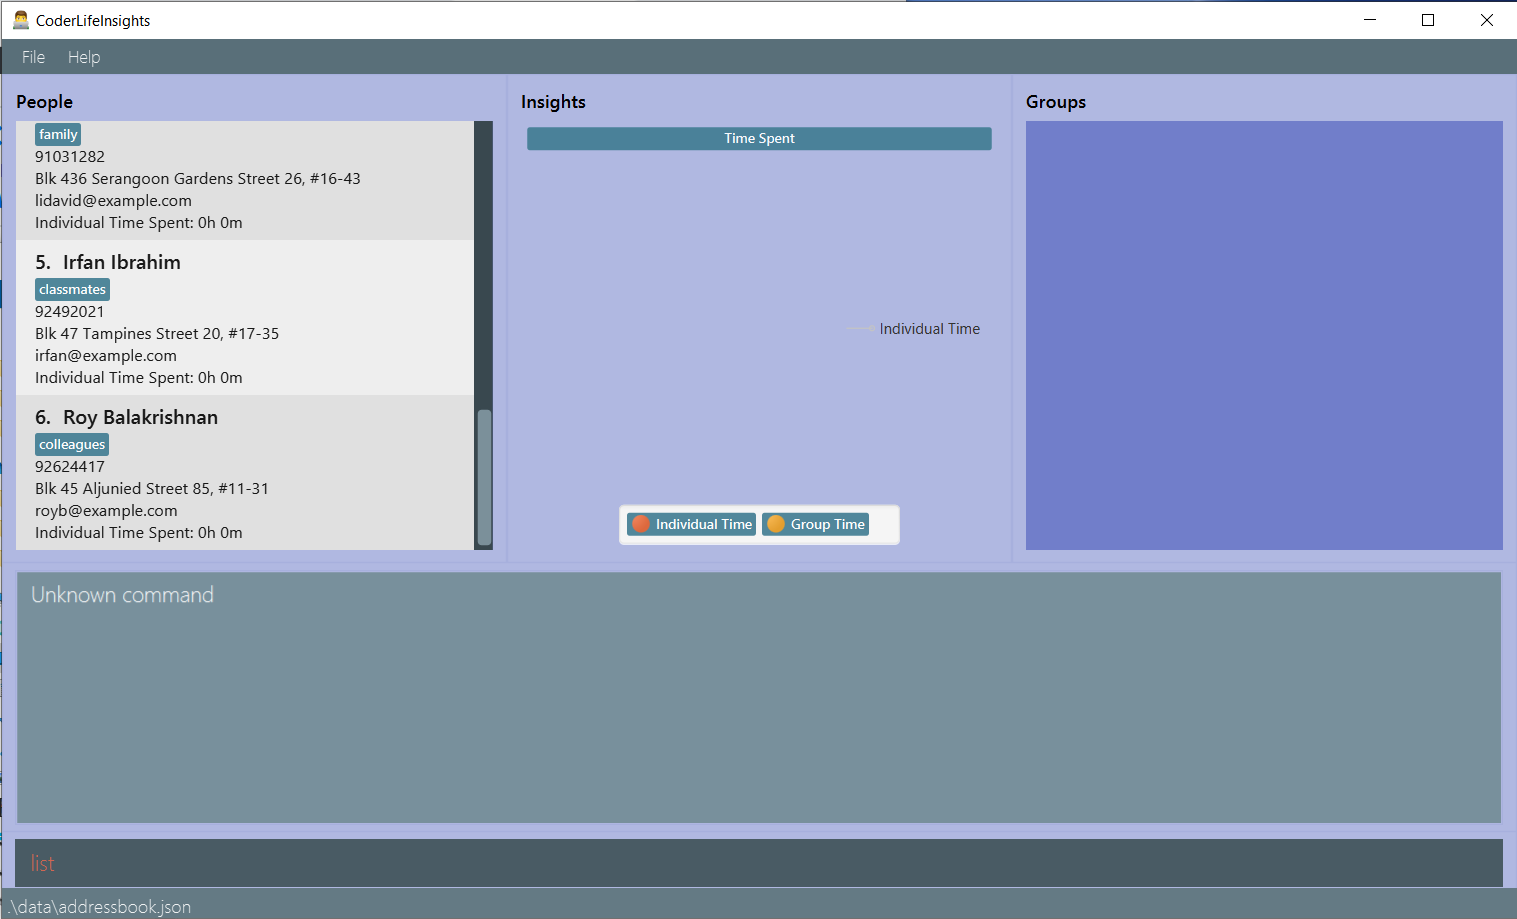 CoderLifeInsights
File Help
People
family
91031282
Blk 436 Serangoon Gardens Street 26, #16-43
lidavid@example.com
Individual Time Spent: 0h 0m
5. Irfan Ibrahim
classmates
92492021
Blk 47 Tampines Street 20, #17-35
irfan@example.com
Individual Time Spent: 0h 0m
6. Roy Balakrishnan
colleagues
92624417
Blk 45 Aljunied Street 85, #11-31
royb@example.com
Individual Time Spent: 0h 0m
Insights
Time Spent
Individual Time
Individual Time Group Time
Groups
Unknown command
list
.\data\addressbook.json